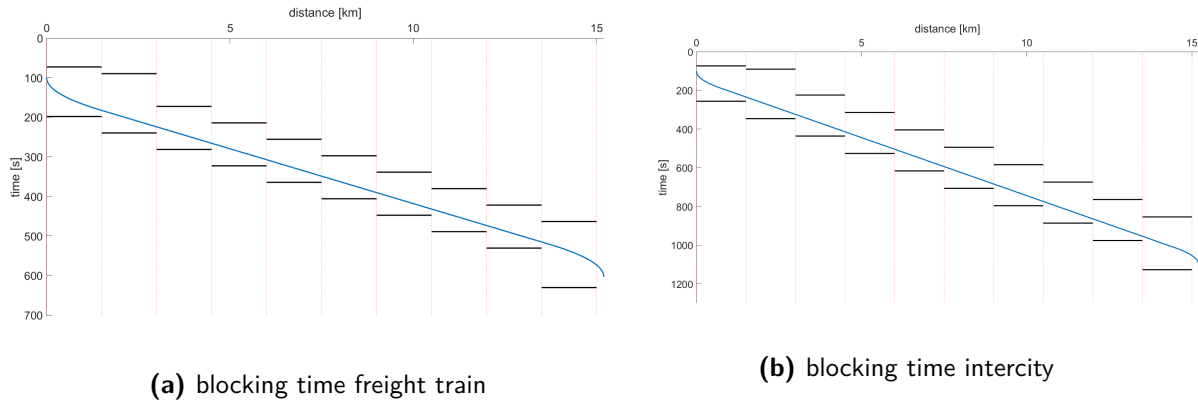 distance [km]
0 5 10 15
0
100
200
300
400
500
600
700
time [s]
(a) blocking time freight train
distance [km]
0 5 10 15
0
200
400
600
800
1000
1200
time [s]
(b) blocking time intercity